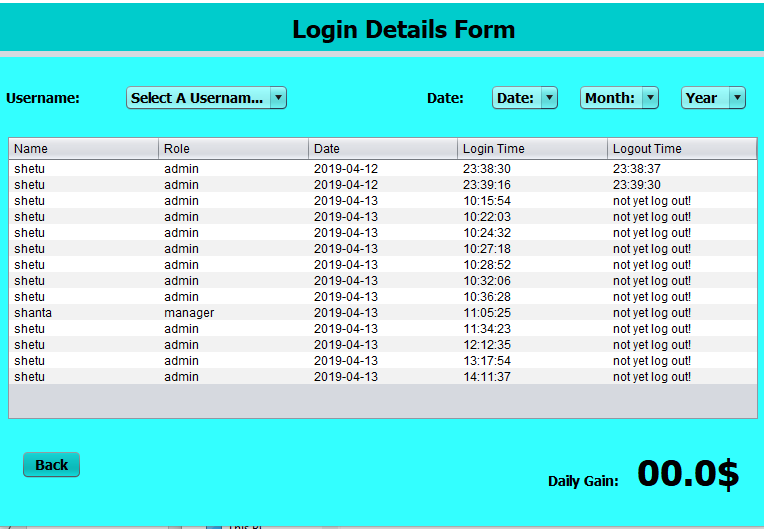 Login Details Form
Username: Select A Usernam... Date: Date: Month: Year
Name Role Date Login Time Logout Time
shetu admin 2019-04-12 23:38:30 23:38:37
shetu admin 2019-04-12 23:39:16 23:39:30
shetu admin 2019-04-13 10:15:54 not yet log out!
shetu admin 2019-04-13 10:22:03 not yet log out!
shetu admin 2019-04-13 10:24:32 not yet log out!
shetu admin 2019-04-13 10:27:18 not yet log out!
shetu admin 2019-04-13 10:28:52 not yet log out!
shetu admin 2019-04-13 10:32:06 not yet log out!
shetu admin 2019-04-13 10:36:28 not yet log out!
shanta manager 2019-04-13 11:05:25 not yet log out!
shetu admin 2019-04-13 11:34:23 not yet log out!
shetu admin 2019-04-13 12:12:35 not yet log out!
shetu admin 2019-04-13 13:17:54 not yet log out!
shetu admin 2019-04-13 14:11:37 not yet log out!
Back
Daily Gain: 00.0$